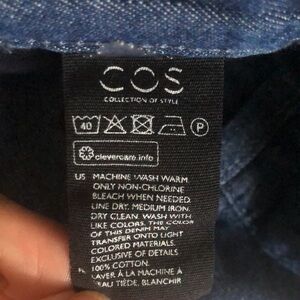 COS
COLLECTION OF STYLE
40 P
clevercare.info
US MACHINE WASH WARM
ONLY NON-CHLORINE
BLEACH WHEN NEEDED.
LINE DRY. MEDIUM IRON.
DRY CLEAN. WASH WITH
LIKE COLORS. THE COLOR
OF THIS DENIM MAY
TRANSFER ONTO LIGHT
COLORED MATERIALS.
EXCLUSIVE OF DETAILS
100% COTTON.
LAVER À LA MACHINE À
EAU TIÈDE, BLANCHIR